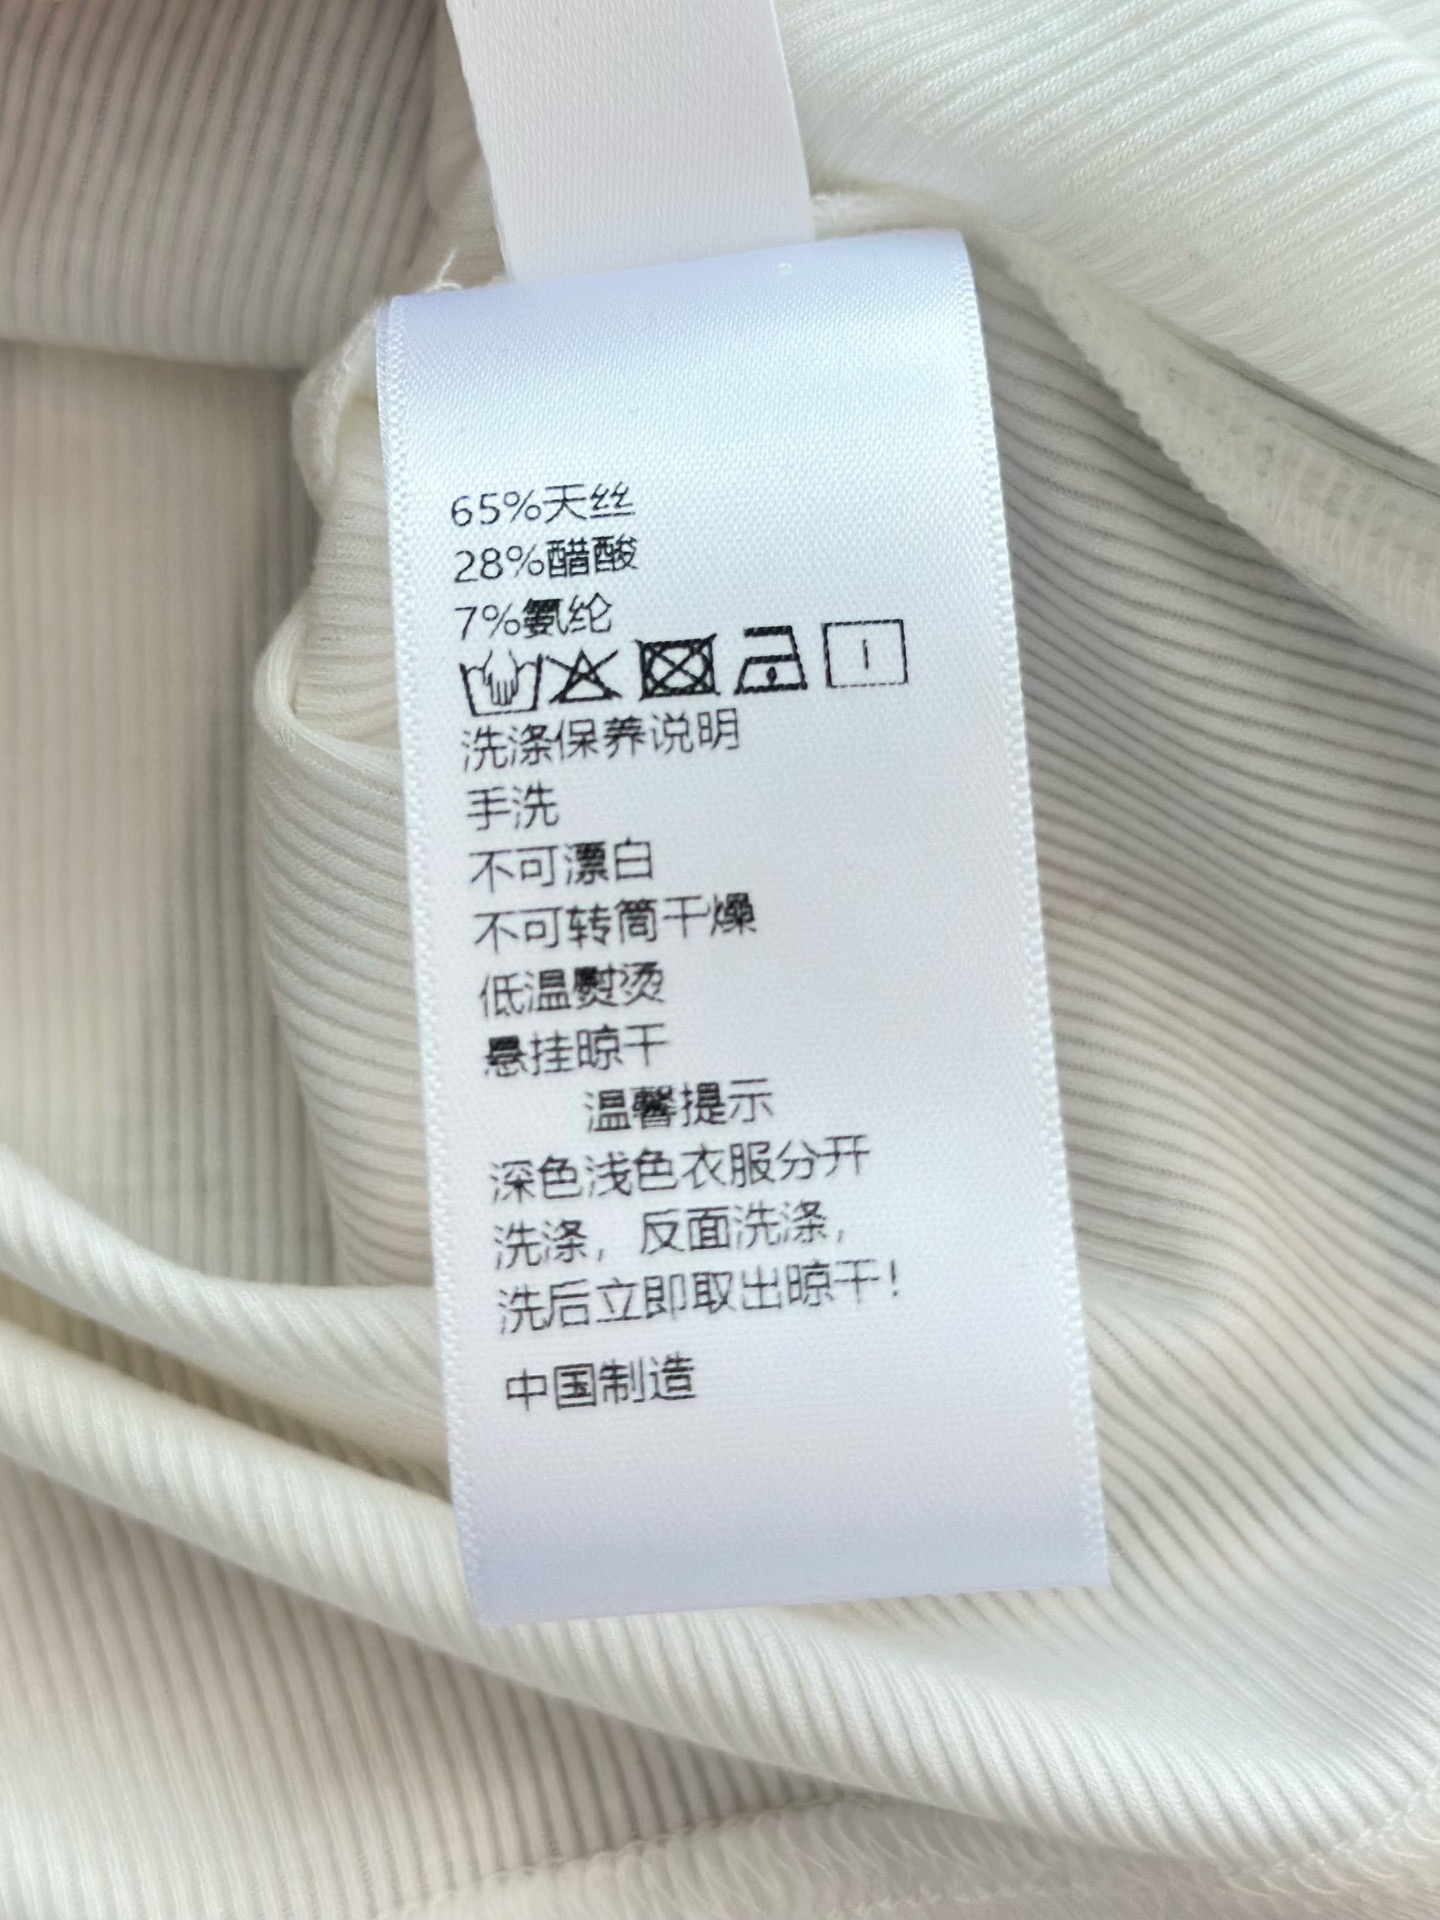 65%天丝
28%醋酸
7%氨纶
洗涤保养说明
手洗
不可漂白
不可转筒干燥
低温熨烫
悬挂晾干
温馨提示
深色浅色衣服分开
洗涤，反面洗涤，
洗后立即取出晾干！
中国制造